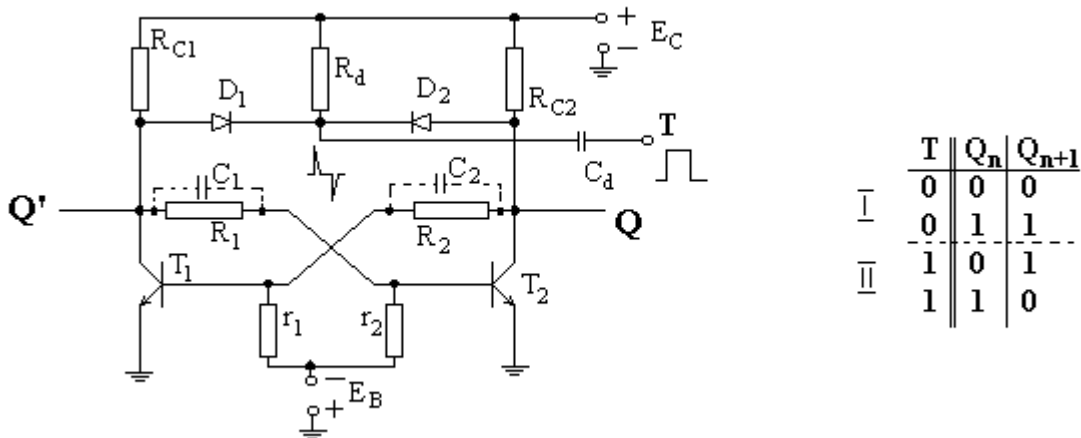 +
E_C
−
R_C1
R_d
R_C2
D_1
D_2
T
C_d
C_1
C_2
Q'
R_1
R_2
Q
T_1
T_2
r_1
r_2
−
E_B
+
T Q_n Q_n+1
I 0 0 0
0 1 1
II 1 0 1
1 1 0